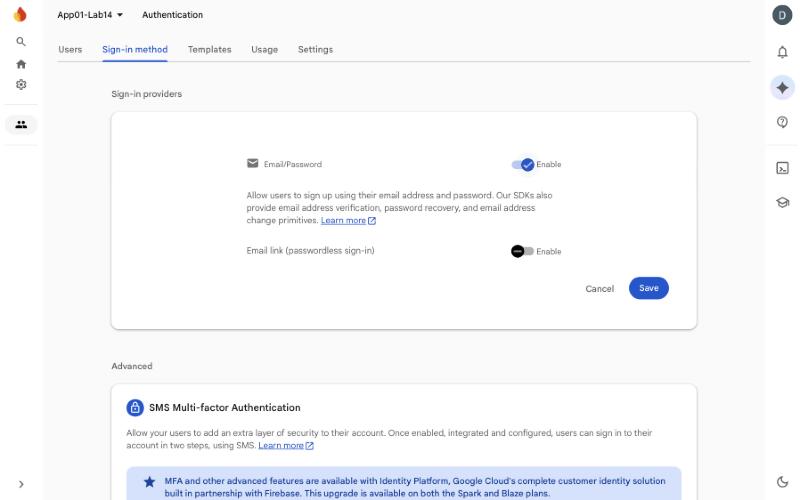 App01-Lab14 Authentication D
Users Sign-in method Templates Usage Settings
Sign-in providers
Email/Password Enable
Allow users to sign up using their email address and password. Our SDKs also
provide email address verification, password recovery, and email address
change primitives. Learn more
Email link (passwordless sign-in) Enable
Cancel Save
Advanced
SMS Multi-factor Authentication
Allow your users to add an extra layer of security to their account. Once enabled, integrated and configured, users can sign in to their
account in two steps, using SMS. Learn more
MFA and other advanced features are available with Identity Platform, Google Cloud's complete customer identity solution
built in partnership with Firebase. This upgrade is available on both the Spark and Blaze plans.